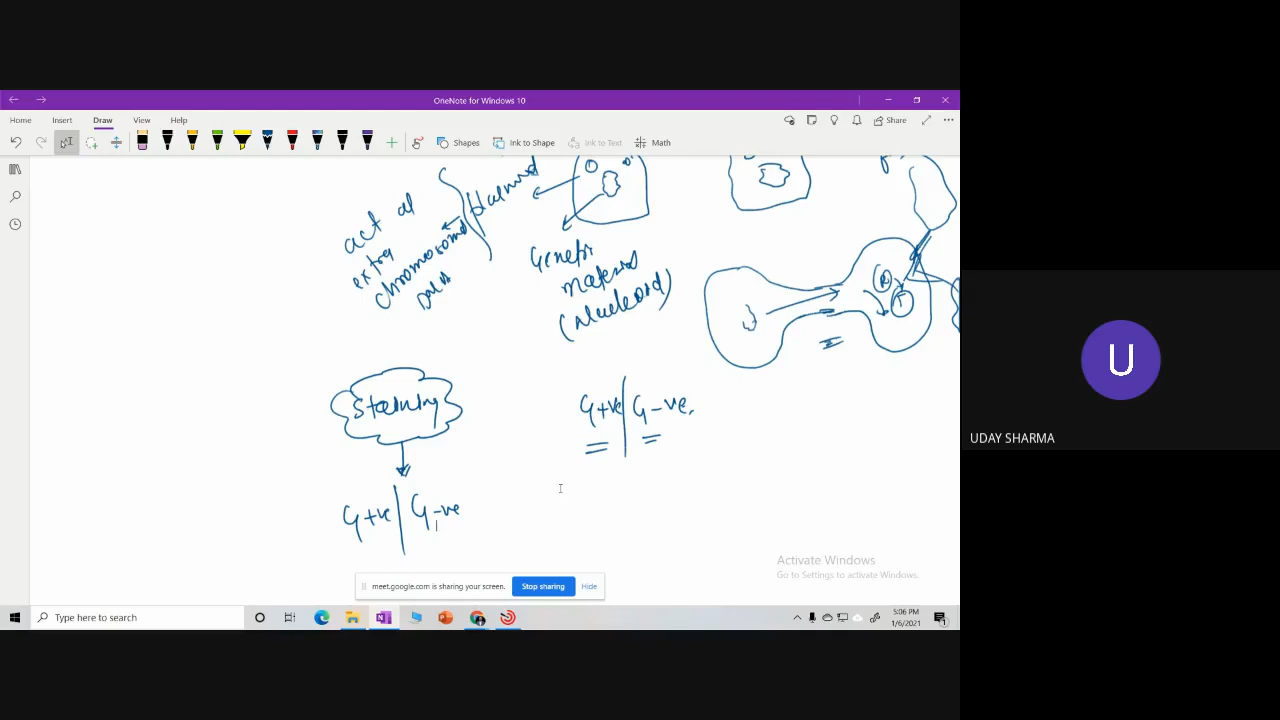 OneNote for Windows 10
Home Insert Draw View Help
Share
Shapes Ink to Shape Ink to Text Math
act as
extra
chromosomal
Genetic
material
(Nucleoid)
R
T
Staining
G+ve G-ve
G+ve G-ve
U
UDAY SHARMA
Activate Windows
Go to Settings to activate Windows.
meet.google.com is sharing your screen. Stop sharing Hide
Type here to search
5:06 PM
1/6/2021